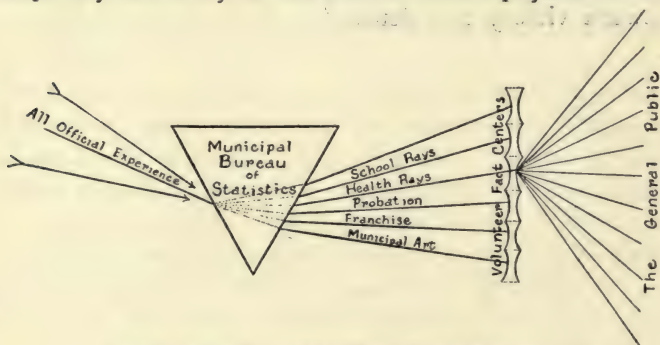 All Official Experience
Municipal
Bureau
of
Statistics
School Rays
Health Rays
Probation
Franchise
Municipal Art
Volunteer Fact Centers
The General Public